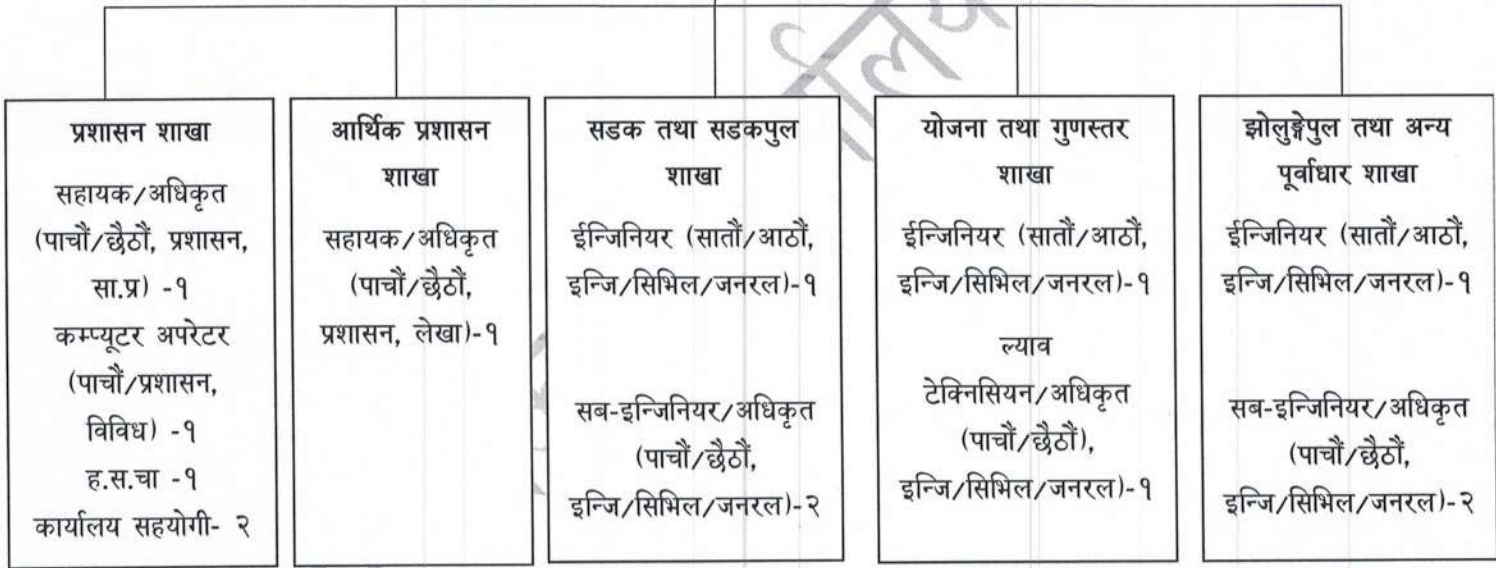 प्रशासन शाखा
सहायक/अधिकृत
(पाचौं/छैठौं, प्रशासन,
सा.प्र) -१
कम्प्यूटर अपरेटर
(पाचौं/प्रशासन,
विविध) -१
ह.स.चा -१
कार्यालय सहयोगी- २
आर्थिक प्रशासन
शाखा
सहायक/अधिकृत
(पाचौं/छैठौं,
प्रशासन, लेखा)-१
सडक तथा सडकपुल
शाखा
ईन्जिनियर (सातौं/आठौं,
इन्जि/सिभिल/जनरल)-१
सब-इन्जिनियर/अधिकृत
(पाचौं/छैठौं,
इन्जि/सिभिल/जनरल)-२
योजना तथा गुणस्तर
शाखा
ईन्जिनियर (सातौं/आठौं,
इन्जि/सिभिल/जनरल)-१
ल्याव
टेक्निसियन/अधिकृत
(पाचौं/छैठौं),
इन्जि/सिभिल/जनरल)-१
झोलुङ्गेपुल तथा अन्य
पूर्वाधार शाखा
ईन्जिनियर (सातौं/आठौं,
इन्जि/सिभिल/जनरल)-१
सब-इन्जिनियर/अधिकृत
(पाचौं/छैठौं,
इन्जि/सिभिल/जनरल)-२